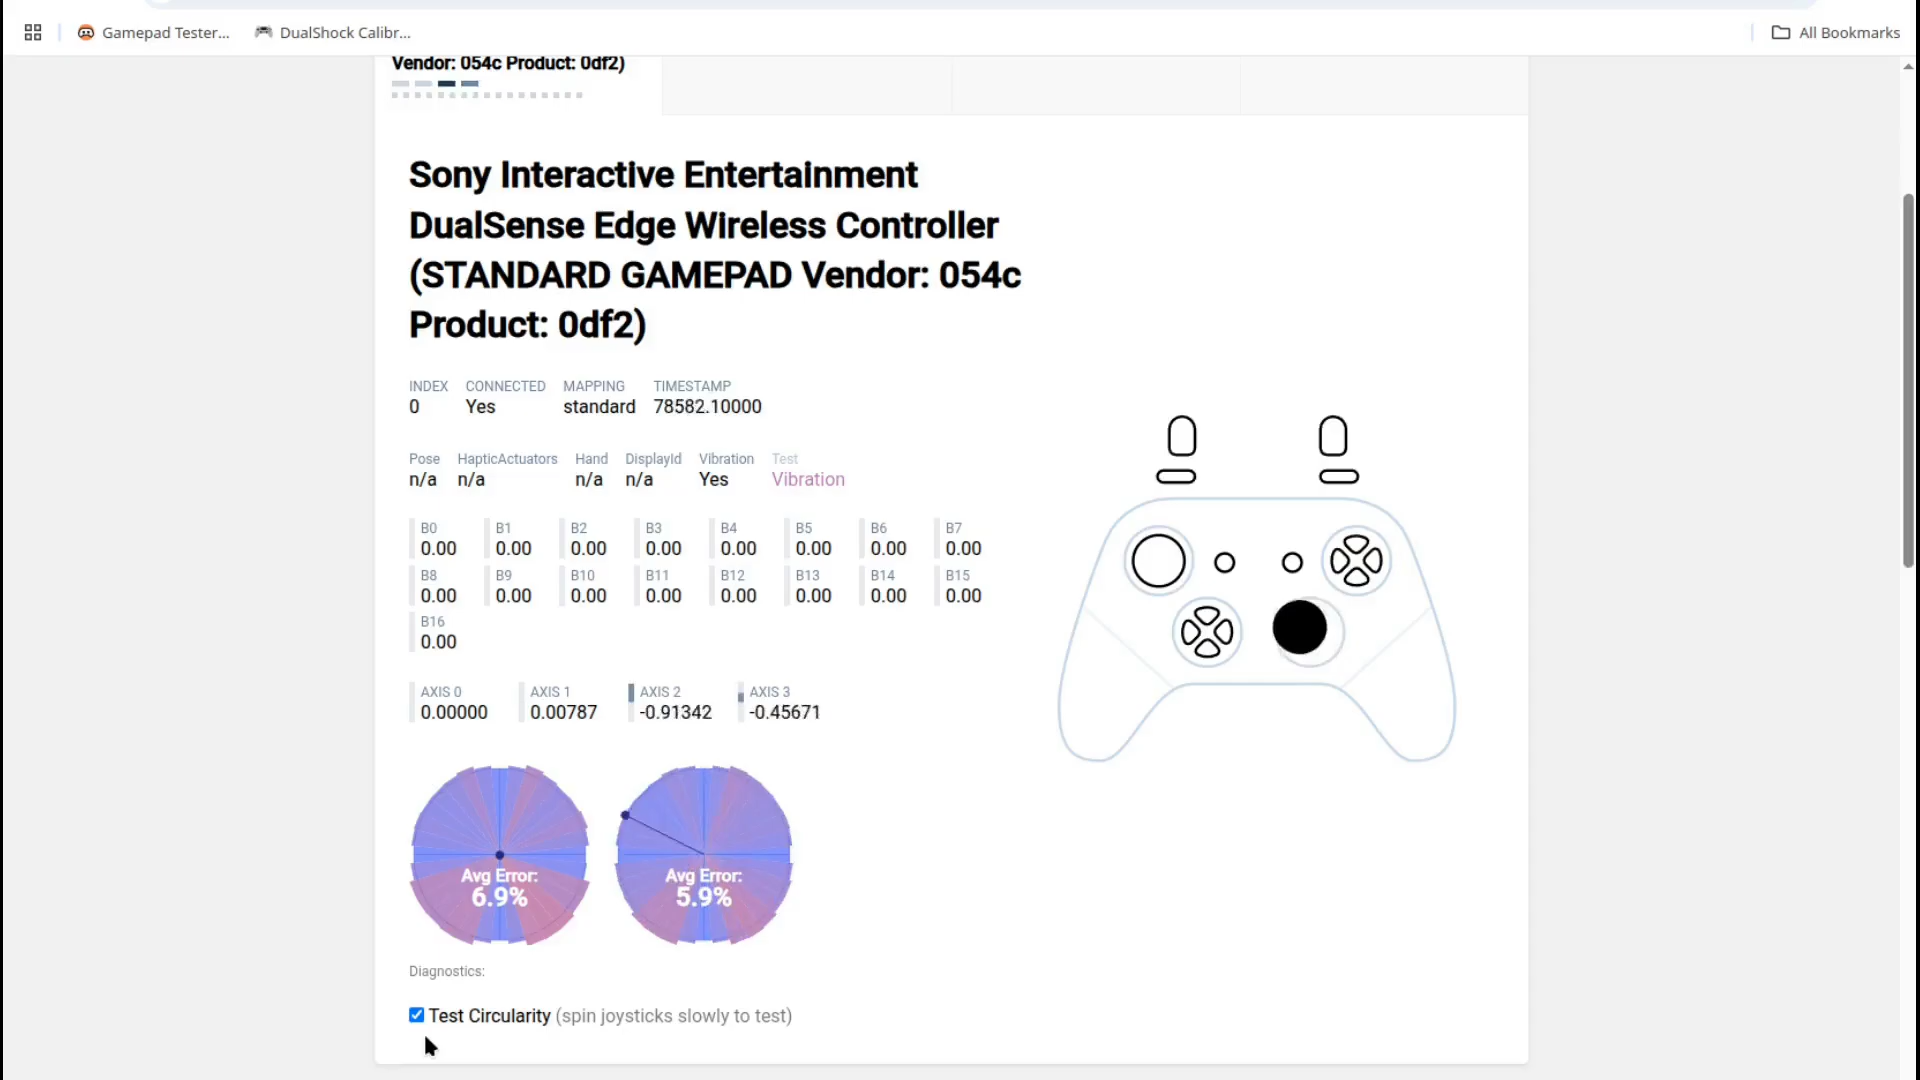 Gamepad Tester... DualShock Calibr... All Bookmarks
Vendor: 054c Product: 0df2)
Sony Interactive Entertainment
DualSense Edge Wireless Controller
(STANDARD GAMEPAD Vendor: 054c
Product: 0df2)
INDEX CONNECTED MAPPING TIMESTAMP
0 Yes standard 78582.10000
Pose HapticActuators Hand DisplayId Vibration Test
n/a n/a n/a n/a Yes Vibration
B0 B1 B2 B3 B4 B5 B6 B7
0.00 0.00 0.00 0.00 0.00 0.00 0.00 0.00
B8 B9 B10 B11 B12 B13 B14 B15
0.00 0.00 0.00 0.00 0.00 0.00 0.00 0.00
B16
0.00
AXIS 0 AXIS 1 AXIS 2 AXIS 3
0.00000 0.00787 -0.91342 -0.45671
Avg Error: Avg Error:
6.9% 5.9%
Diagnostics:
Test Circularity (spin joysticks slowly to test)